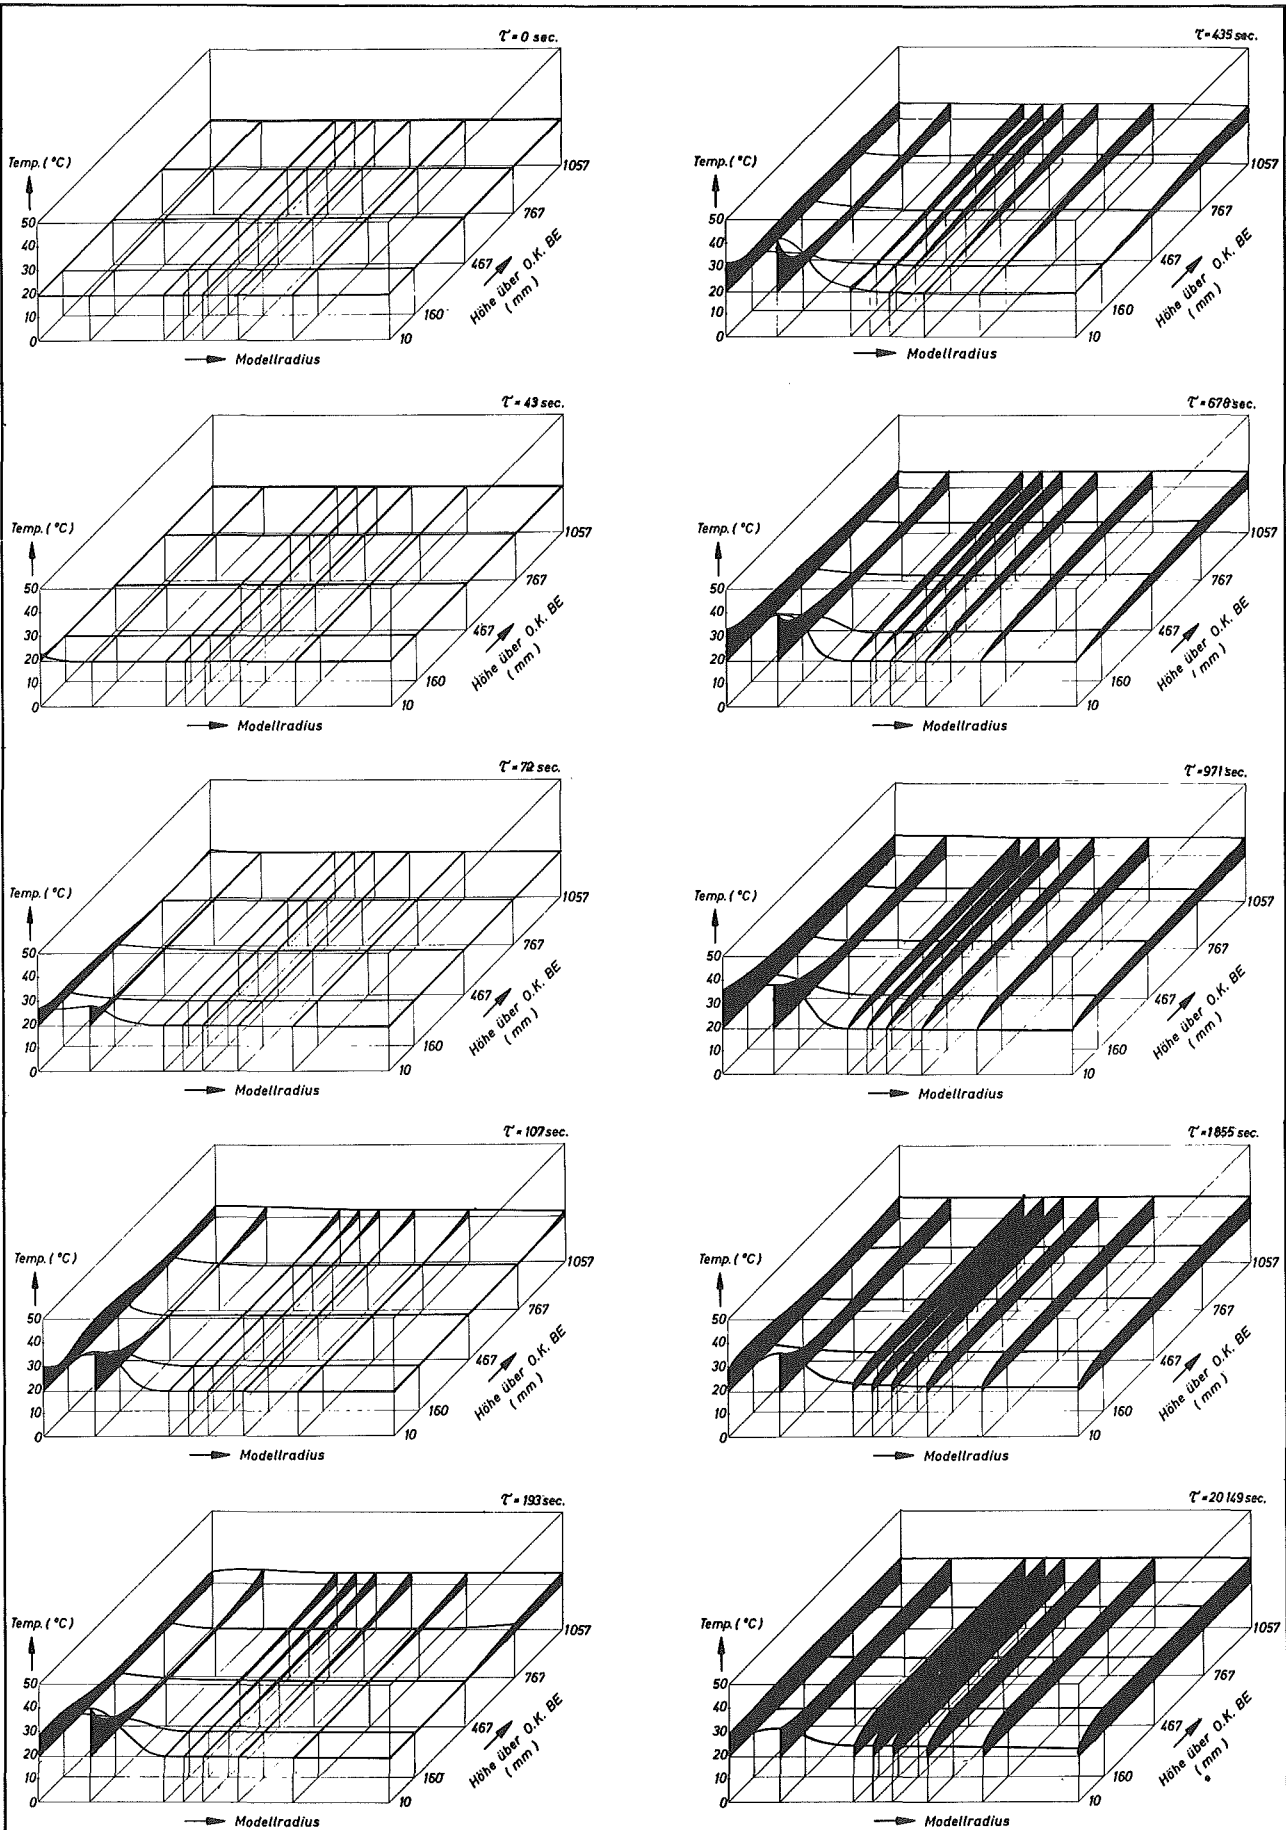 τ = 0 sec.
Temp. (°C)
50
40
30
20
10
0
1057
767
467
160
10
Höhe über O.K. BE
(mm)
Modellradius
τ = 43 sec.
Temp. (°C)
50
40
30
20
10
0
1057
767
467
160
10
Höhe über O.K. BE
(mm)
Modellradius
τ = 72 sec.
Temp. (°C)
50
40
30
20
10
0
1057
767
467
160
10
Höhe über O.K. BE
(mm)
Modellradius
τ = 107 sec.
Temp. (°C)
50
40
30
20
10
0
1057
767
467
160
10
Höhe über O.K. BE
(mm)
Modellradius
τ = 193 sec.
Temp. (°C)
50
40
30
20
10
0
1057
767
467
160
10
Höhe über O.K. BE
(mm)
Modellradius
τ = 435 sec.
Temp. (°C)
50
40
30
20
10
0
1057
767
467
160
10
Höhe über O.K. BE
(mm)
Modellradius
τ = 678 sec.
Temp. (°C)
50
40
30
20
10
0
1057
767
467
160
10
Höhe über O.K. BE
(mm)
Modellradius
τ = 971 sec.
Temp. (°C)
50
40
30
20
10
0
1057
767
467
160
10
Höhe über O.K. BE
(mm)
Modellradius
τ = 1855 sec.
Temp. (°C)
50
40
30
20
10
0
1057
767
467
160
10
Höhe über O.K. BE
(mm)
Modellradius
τ = 20149 sec.
Temp. (°C)
50
40
30
20
10
0
1057
767
467
160
10
Höhe über O.K. BE
(mm)
Modellradius